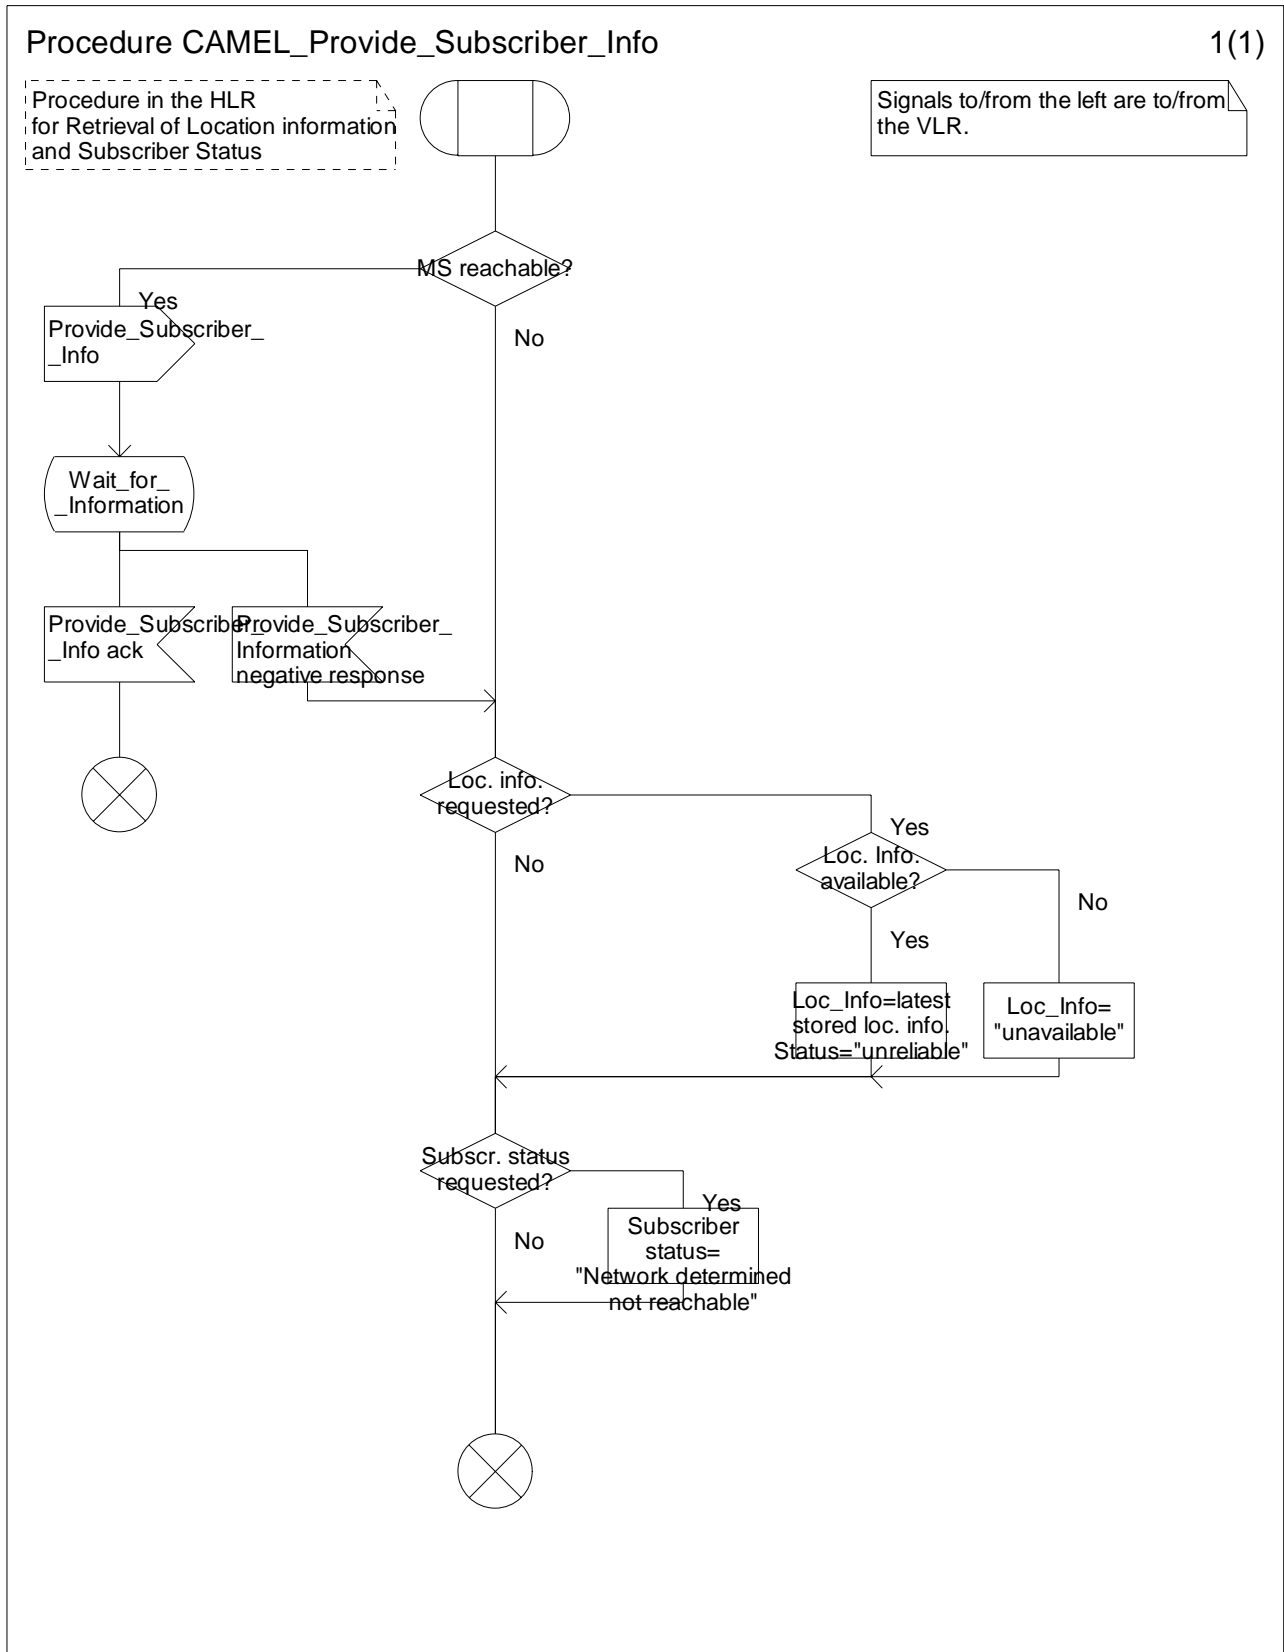 Procedure CAMEL_Provide_Subscriber_Info
1(1)
Procedure in the HLR
for Retrieval of Location information
and Subscriber Status
Signals to/from the left are to/from
the VLR.
MS reachable?
Yes
No
Provide_Subscriber_
_Info
Wait_for_
_Information
Provide_Subscriber_
_Info ack
Provide_Subscriber_
Information
negative response
Loc. info.
requested?
Yes
No
Loc. Info.
available?
No
Yes
Loc_Info=latest
stored loc. info.
Status="unreliable"
Loc_Info=
"unavailable"
Subscr. status
requested?
Yes
No
Subscriber
status=
"Network determined
not reachable"